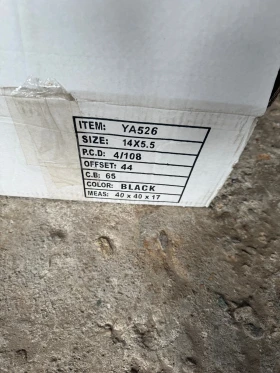 ITEM: YA526
SIZE: 14X5.5
P.C.D: 4/108
OFFSET: 44
C.B: 65
COLOR: BLACK
MEAS: 40 x 40 x 17